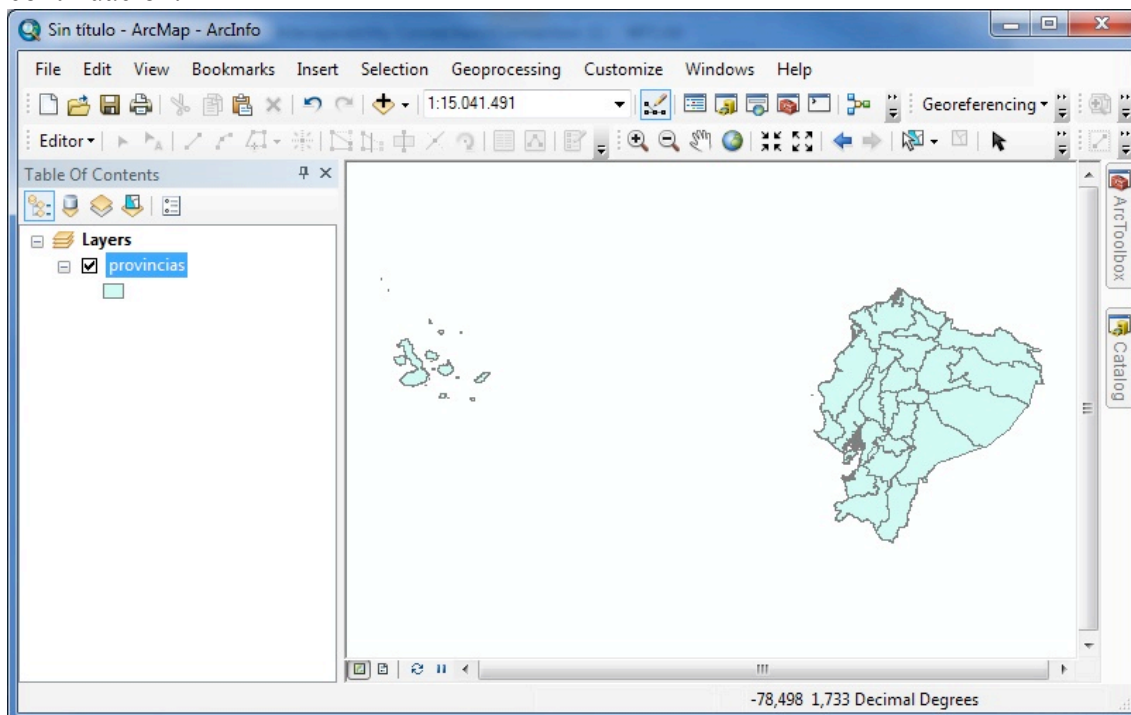 Sin título - ArcMap - ArcInfo
File Edit View Bookmarks Insert Selection Geoprocessing Customize Windows Help
1:15.041.491 Georeferencing
Editor
Table Of Contents
Layers
provincias
ArcToolbox
Catalog
-78,498 1,733 Decimal Degrees